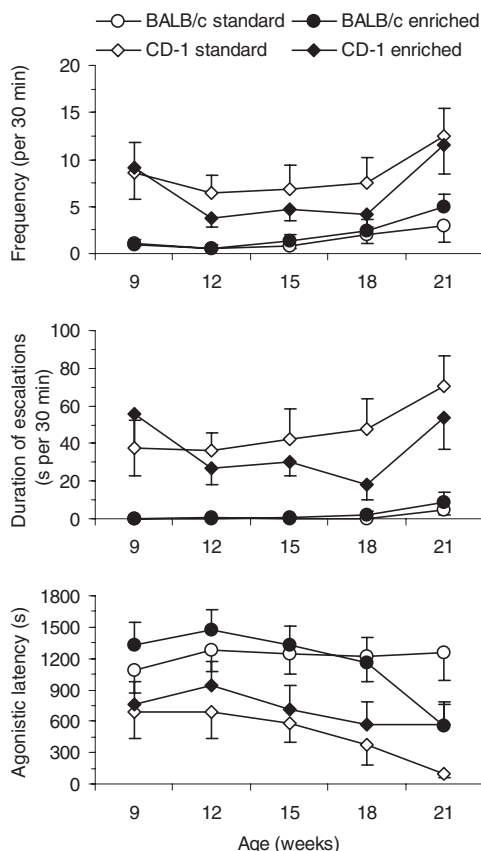 BALB/c standard BALB/c enriched
CD-1 standard CD-1 enriched
Frequency (per 30 min)
20
15
10
5
0
9 12 15 18 21
Duration of escalations
(s per 30 min)
100
80
60
40
20
0
9 12 15 18 21
Agonistic latency (s)
1800
1500
1200
900
600
300
0
9 12 15 18 21
Age (weeks)